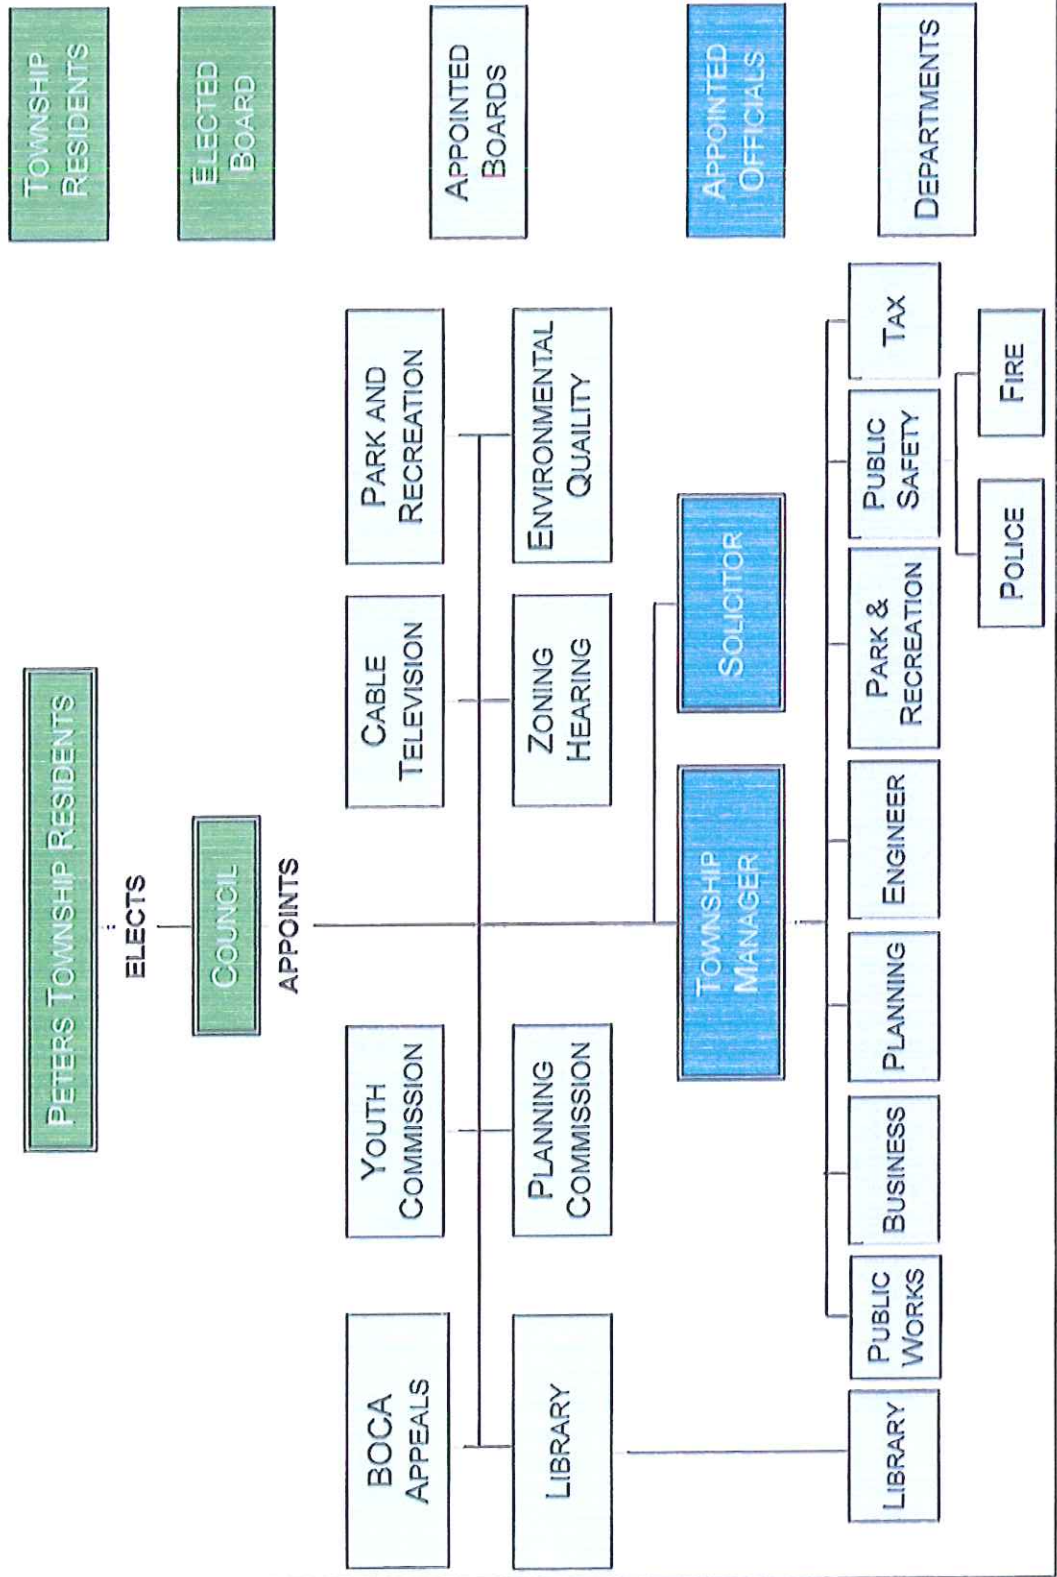 PETERS TOWNSHIP RESIDENTS
TOWNSHIP
RESIDENTS
ELECTS
COUNCIL
ELECTED
BOARD
APPOINTS
BOCA
APPEALS
YOUTH
COMMISSION
CABLE
TELEVISION
PARK AND
RECREATION
APPOINTED
BOARDS
LIBRARY
PLANNING
COMMISSION
ZONING
HEARING
ENVIRONMENTAL
QUAILITY
TOWNSHIP
MANAGER
SOLICITOR
APPOINTED
OFFICIALS
LIBRARY
PUBLIC
WORKS
BUSINESS
PLANNING
ENGINEER
PARK &
RECREATION
PUBLIC
SAFETY
TAX
DEPARTMENTS
POLICE
FIRE